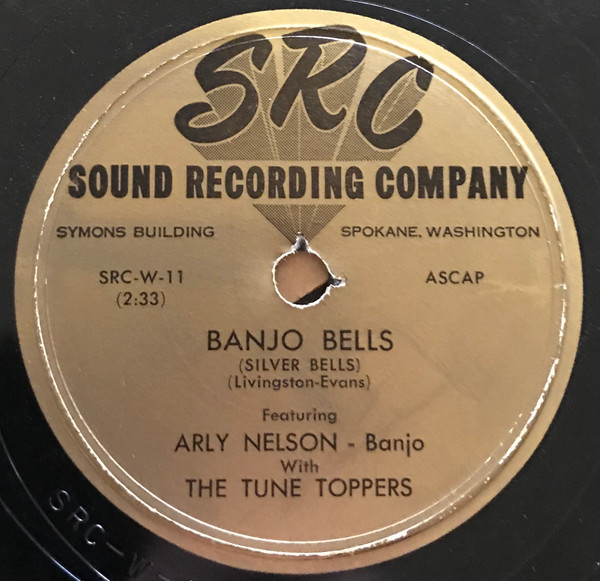 SRC
SOUND RECORDING COMPANY
SYMONS BUILDING SPOKANE, WASHINGTON
SRC-W-11 ASCAP
(2:33)
BANJO BELLS
(SILVER BELLS)
(Livingston-Evans)
Featuring
ARLY NELSON - Banjo
With
THE TUNE TOPPERS
SRC-W